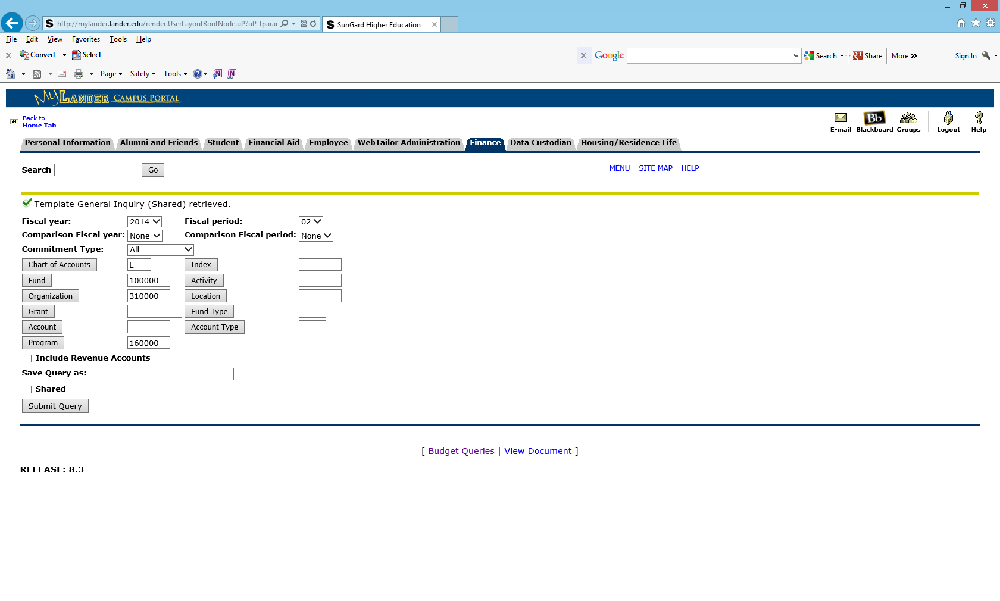 http://mylander.lander.edu/render.UserLayoutRootNode.uP?uP_tparar
SunGard Higher Education
File Edit View Favorites Tools Help
x Convert Select
x Google Search Share More » Sign In
Page Safety Tools
MyLander Campus Portal
Back to
Home Tab
E-mail Blackboard Groups Logout Help
Bb
Personal Information Alumni and Friends Student Financial Aid Employee WebTailor Administration Finance Data Custodian Housing/Residence Life
Search Go MENU SITE MAP HELP
Template General Inquiry (Shared) retrieved.
Fiscal year: 2014 Fiscal period: 02
Comparison Fiscal year: None Comparison Fiscal period: None
Commitment Type: All
Chart of Accounts L Index
Fund 100000 Activity
Organization 310000 Location
Grant Fund Type
Account Account Type
Program 160000
Include Revenue Accounts
Save Query as:
Shared
Submit Query
[ Budget Queries | View Document ]
RELEASE: 8.3